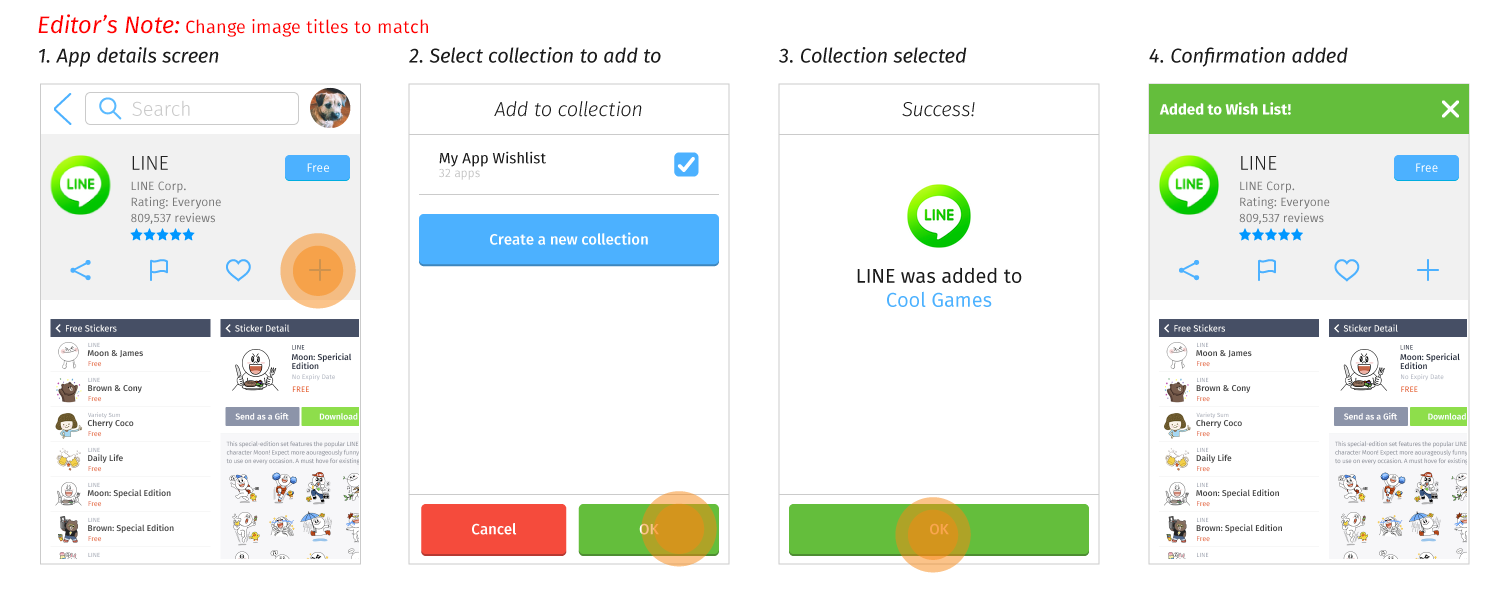 Editor's Note: Change image titles to match
1. App details screen
2. Select collection to add to
3. Collection selected
4. Confirmation added
Search
LINE
LINE
LINE Corp.
Rating: Everyone
809,537 reviews
Free
Free Stickers
LINE
Moon & James
Free
LINE
Brown & Cony
Free
Variety Sum
Cherry Coco
Free
LINE
Daily Life
Free
LINE
Moon: Special Edition
Free
LINE
Brown: Special Edition
Free
LINE
Sticker Detail
LINE
Moon: Spericial
Edition
No Expiry Date
FREE
Send as a Gift
Download
This special-edition set features the popular LINE
character Moon! Expect more aourageously funny
to use on every occasion. A must hove for existing
Add to collection
My App Wishlist
32 apps
Create a new collection
Cancel
OK
Success!
LINE
LINE was added to
Cool Games
OK
Added to Wish List!
LINE
LINE
LINE Corp.
Rating: Everyone
809,537 reviews
Free
Free Stickers
LINE
Moon & James
Free
LINE
Brown & Cony
Free
Variety Sum
Cherry Coco
Free
LINE
Daily Life
Free
LINE
Moon: Special Edition
Free
LINE
Brown: Special Edition
Free
LINE
Sticker Detail
LINE
Moon: Spericial
Edition
No Expiry Date
FREE
Send as a Gift
Download
This special-edition set features the popular LINE
character Moon! Expect more aourageously funny
to use on every occasion. A must hove for existing